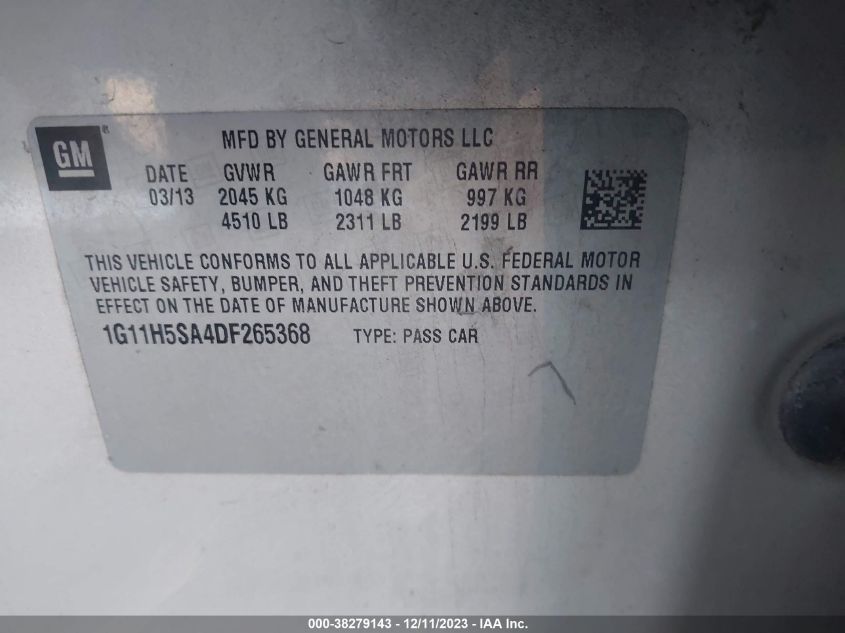 GM ®
MFD BY GENERAL MOTORS LLC
DATE GVWR GAWR FRT GAWR RR
03/13 2045 KG 1048 KG 997 KG
4510 LB 2311 LB 2199 LB
THIS VEHICLE CONFORMS TO ALL APPLICABLE U.S. FEDERAL MOTOR
VEHICLE SAFETY, BUMPER, AND THEFT PREVENTION STANDARDS IN
EFFECT ON THE DATE OF MANUFACTURE SHOWN ABOVE.
1G11H5SA4DF265368 TYPE: PASS CAR
000-38279143 - 12/11/2023 - IAA Inc.